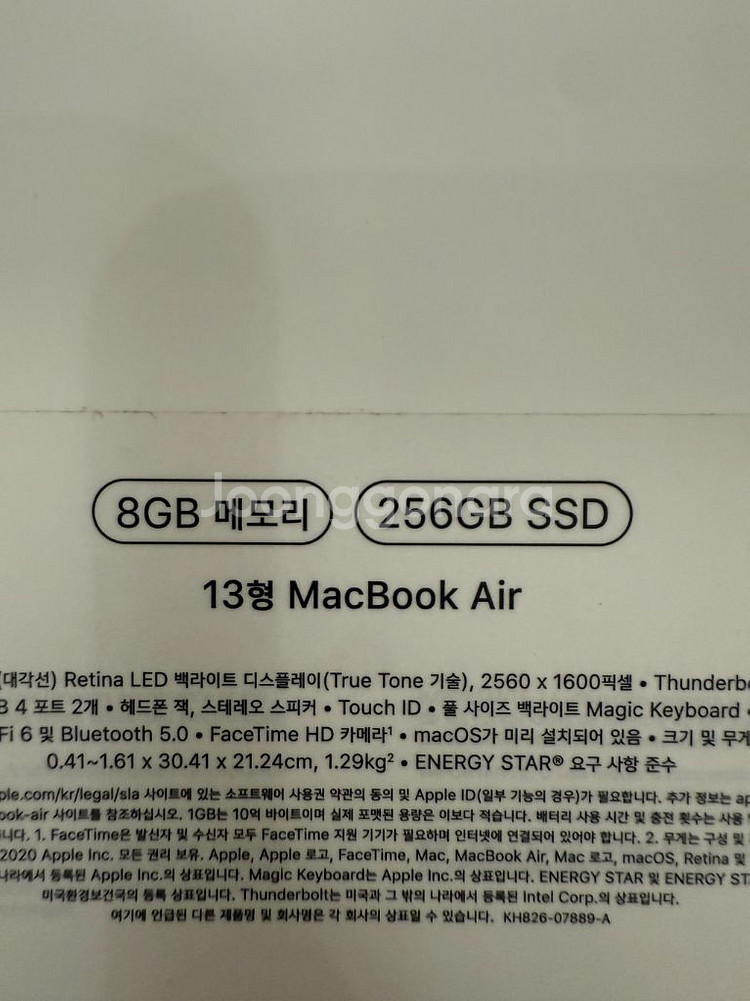 8GB 메모리 256GB SSD
Joonggonara
13형 MacBook Air
(대각선) Retina LED 백라이트 디스플레이(True Tone 기술), 2560 x 1600픽셀 • Thunderbo
B 4 포트 2개 • 헤드폰 잭, 스테레오 스피커 • Touch ID • 풀 사이즈 백라이트 Magic Keyboard •
Fi 6 및 Bluetooth 5.0 • FaceTime HD 카메라¹ • macOS가 미리 설치되어 있음 • 크기 및 무게
0.41~1.61 x 30.41 x 21.24cm, 1.29kg² • ENERGY STAR® 요구 사항 준수
ple.com/kr/legal/sla 사이트에 있는 소프트웨어 사용권 약관의 동의 및 Apple ID(일부 기능의 경우)가 필요합니다. 추가 정보는 ap
ook-air 사이트를 참조하십시오. 1GB는 10억 바이트이며 실제 포맷된 용량은 이보다 적습니다. 배터리 사용 시간 및 충전 횟수는 사용
니다. 1. FaceTime은 발신자 및 수신자 모두 FaceTime 지원 기기가 필요하며 인터넷에 연결되어 있어야 합니다. 2. 무게는 구성 및
2020 Apple Inc. 모든 권리 보유. Apple, Apple 로고, FaceTime, Mac, MacBook Air, Mac 로고, macOS, Retina 및
나라에서 등록된 Apple Inc.의 상표입니다. Magic Keyboard는 Apple Inc.의 상표입니다. ENERGY STAR 및 ENERGY STA
미국환경보건국의 등록 상표입니다. Thunderbolt는 미국과 그 밖의 나라에서 등록된 Intel Corp.의 상표입니다.
여기에 언급된 다른 제품명 및 회사명은 각 회사의 상표일 수 있습니다. KH826-07889-A